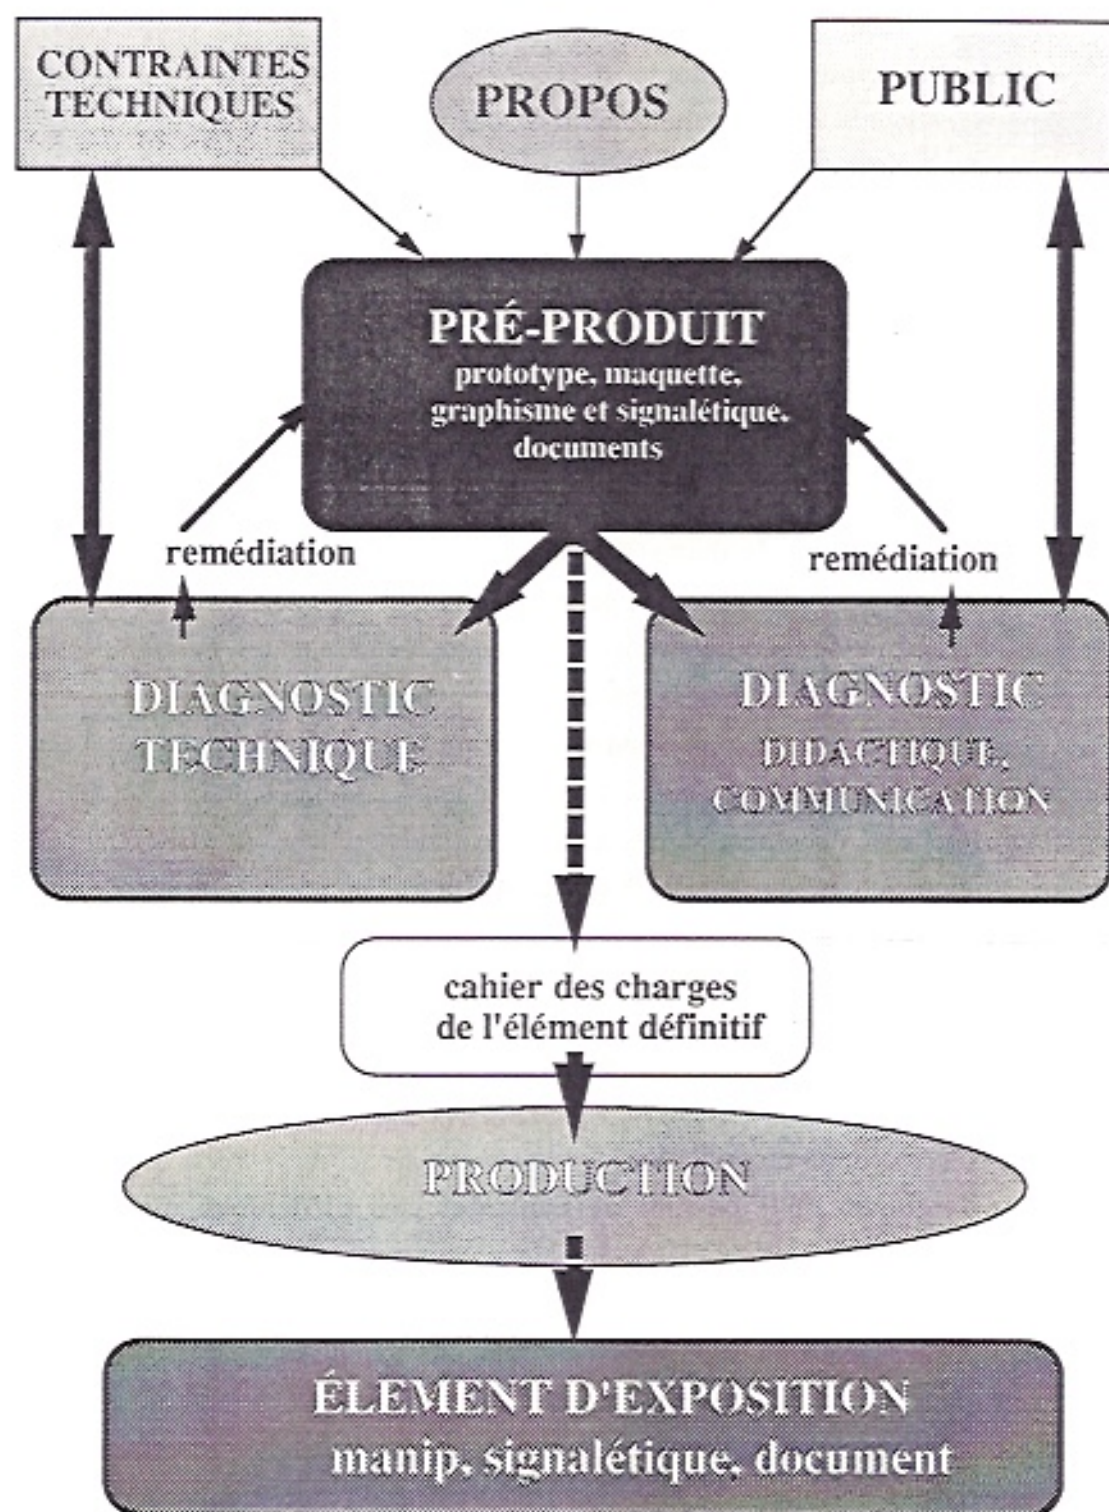 CONTRAINTES
TECHNIQUES
PROPOS
PUBLIC
PRÉ-PRODUIT
prototype, maquette,
graphisme et signalétique,
documents
remédiation
remédiation
DIAGNOSTIC
TECHNIQUE
DIAGNOSTIC
DIDACTIQUE,
COMMUNICATION
cahier des charges
de l'élément définitif
PRODUCTION
ÉLEMENT D'EXPOSITION
manip, signalétique, document